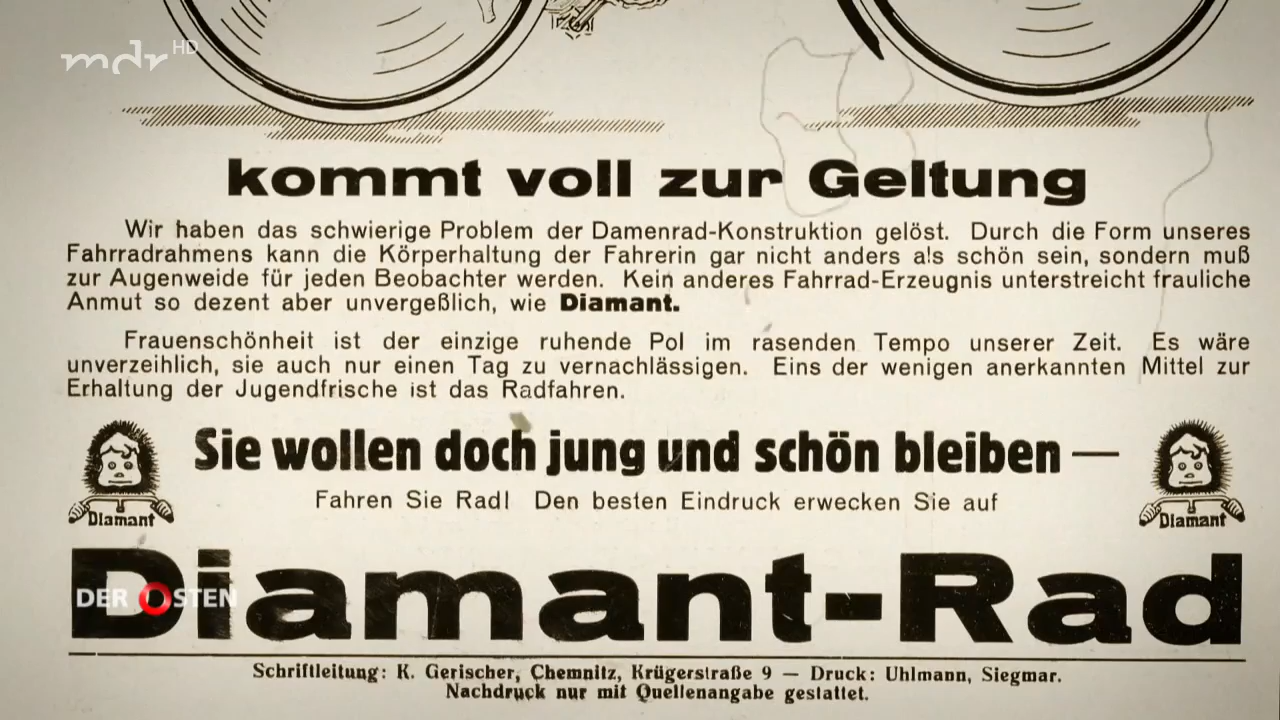 mdr HD
kommt voll zur Geltung
Wir haben das schwierige Problem der Damenrad-Konstruktion gelöst. Durch die Form unseres
Fahrradrahmens kann die Körperhaltung der Fahrerin gar nicht anders als schön sein, sondern muß
zur Augenweide für jeden Beobachter werden. Kein anderes Fahrrad-Erzeugnis unterstreicht frauliche
Anmut so dezent aber unvergeßlich, wie Diamant.
Frauenschönheit ist der einzige ruhende Pol im rasenden Tempo unserer Zeit. Es wäre
unverzeihlich, sie auch nur einen Tag zu vernachlässigen. Eins der wenigen anerkannten Mittel zur
Erhaltung der Jugendfrische ist das Radfahren.
Sie wollen doch jung und schön bleiben —
Fahren Sie Rad! Den besten Eindruck erwecken Sie auf
Diamant
Diamant
Diamant-Rad
DER OSTEN
Schriftleitung: K. Gerischer, Chemnitz, Krügerstraße 9 — Druck: Uhlmann, Siegmar.
Nachdruck nur mit Quellenangabe gestattet.